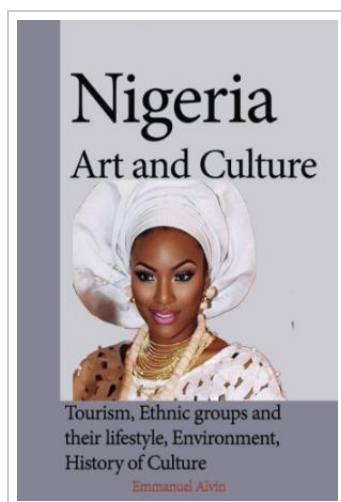 Nigeria
Art and Culture
Tourism, Ethnic groups and
their lifestyle, Environment,
History of Culture
Emmanuel Alvin